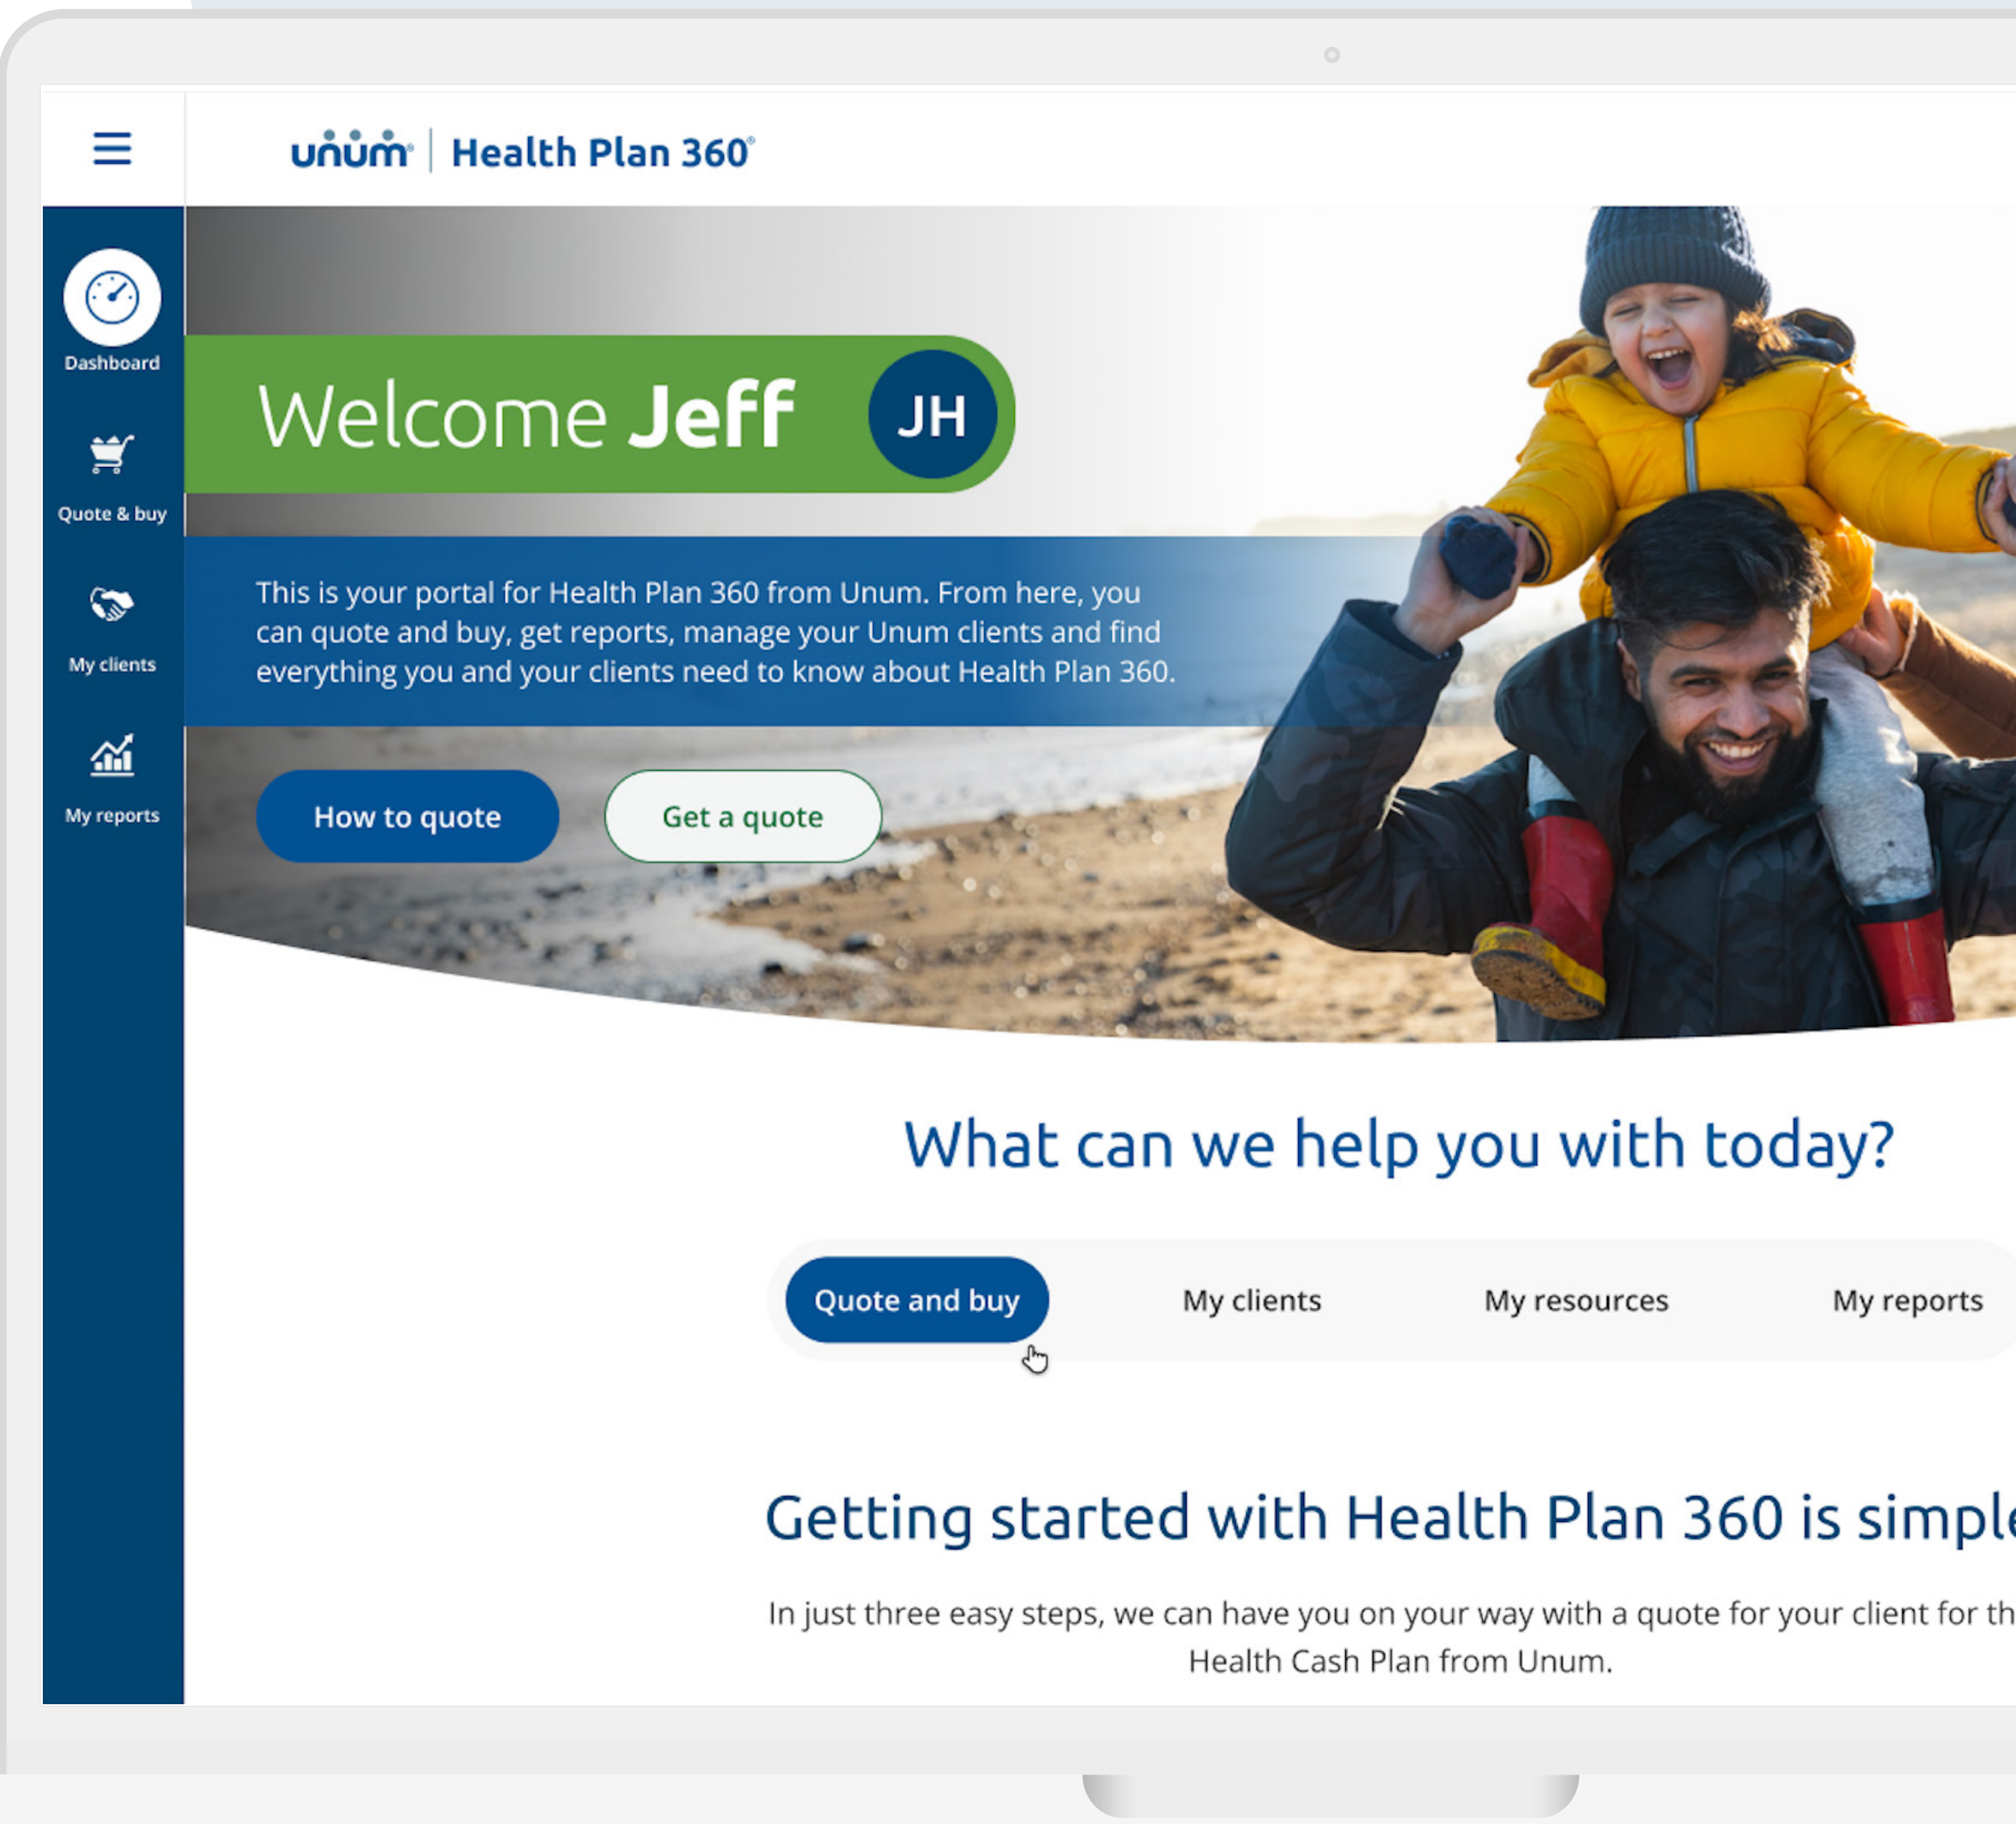 unum® | Health Plan 360®
Dashboard
Quote & buy
My clients
My reports
Welcome Jeff
JH
This is your portal for Health Plan 360 from Unum. From here, you
can quote and buy, get reports, manage your Unum clients and find
everything you and your clients need to know about Health Plan 360.
How to quote
Get a quote
What can we help you with today?
Quote and buy
My clients
My resources
My reports
Getting started with Health Plan 360 is simple
In just three easy steps, we can have you on your way with a quote for your client for th
Health Cash Plan from Unum.